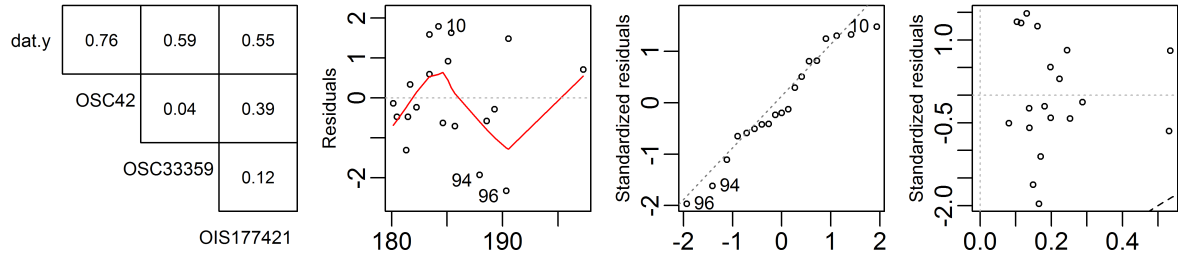 dat.y 0.76 0.59 0.55
OSC42 0.04 0.39
OSC33359 0.12
OIS177421
Residuals
2
1
0
-2
10
94
96
180 190
Standardized residuals
1
0
-1
-2
10
94
96
-2 -1 0 1 2
Standardized residuals
1.0
-0.5
-2.0
0.0 0.2 0.4